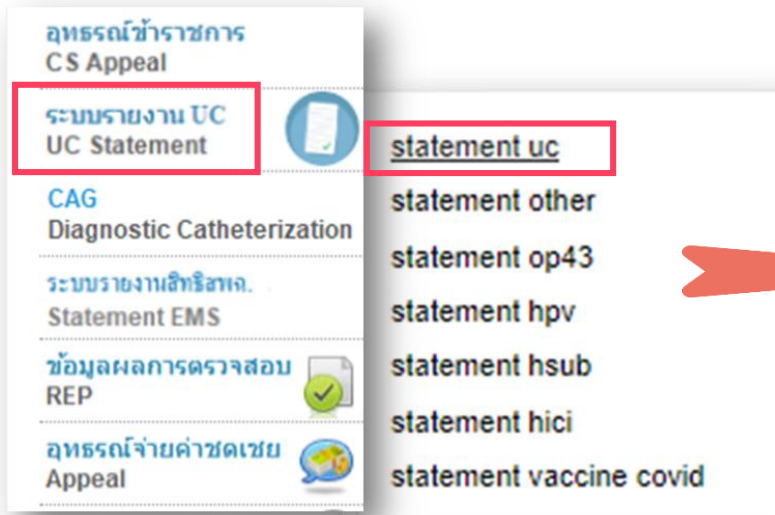 อุทธรณ์ข้าราชการ
CS Appeal
ระบบรายงาน UC
UC Statement
CAG
Diagnostic Catheterization
ระบบรายงานสิทธิสพฉ.
Statement EMS
ข้อมูลผลการตรวจสอบ
REP
อุทธรณ์จ่ายค่าชดเชย
Appeal
statement uc
statement other
statement op43
statement hpv
statement hsub
statement hici
statement vaccine covid